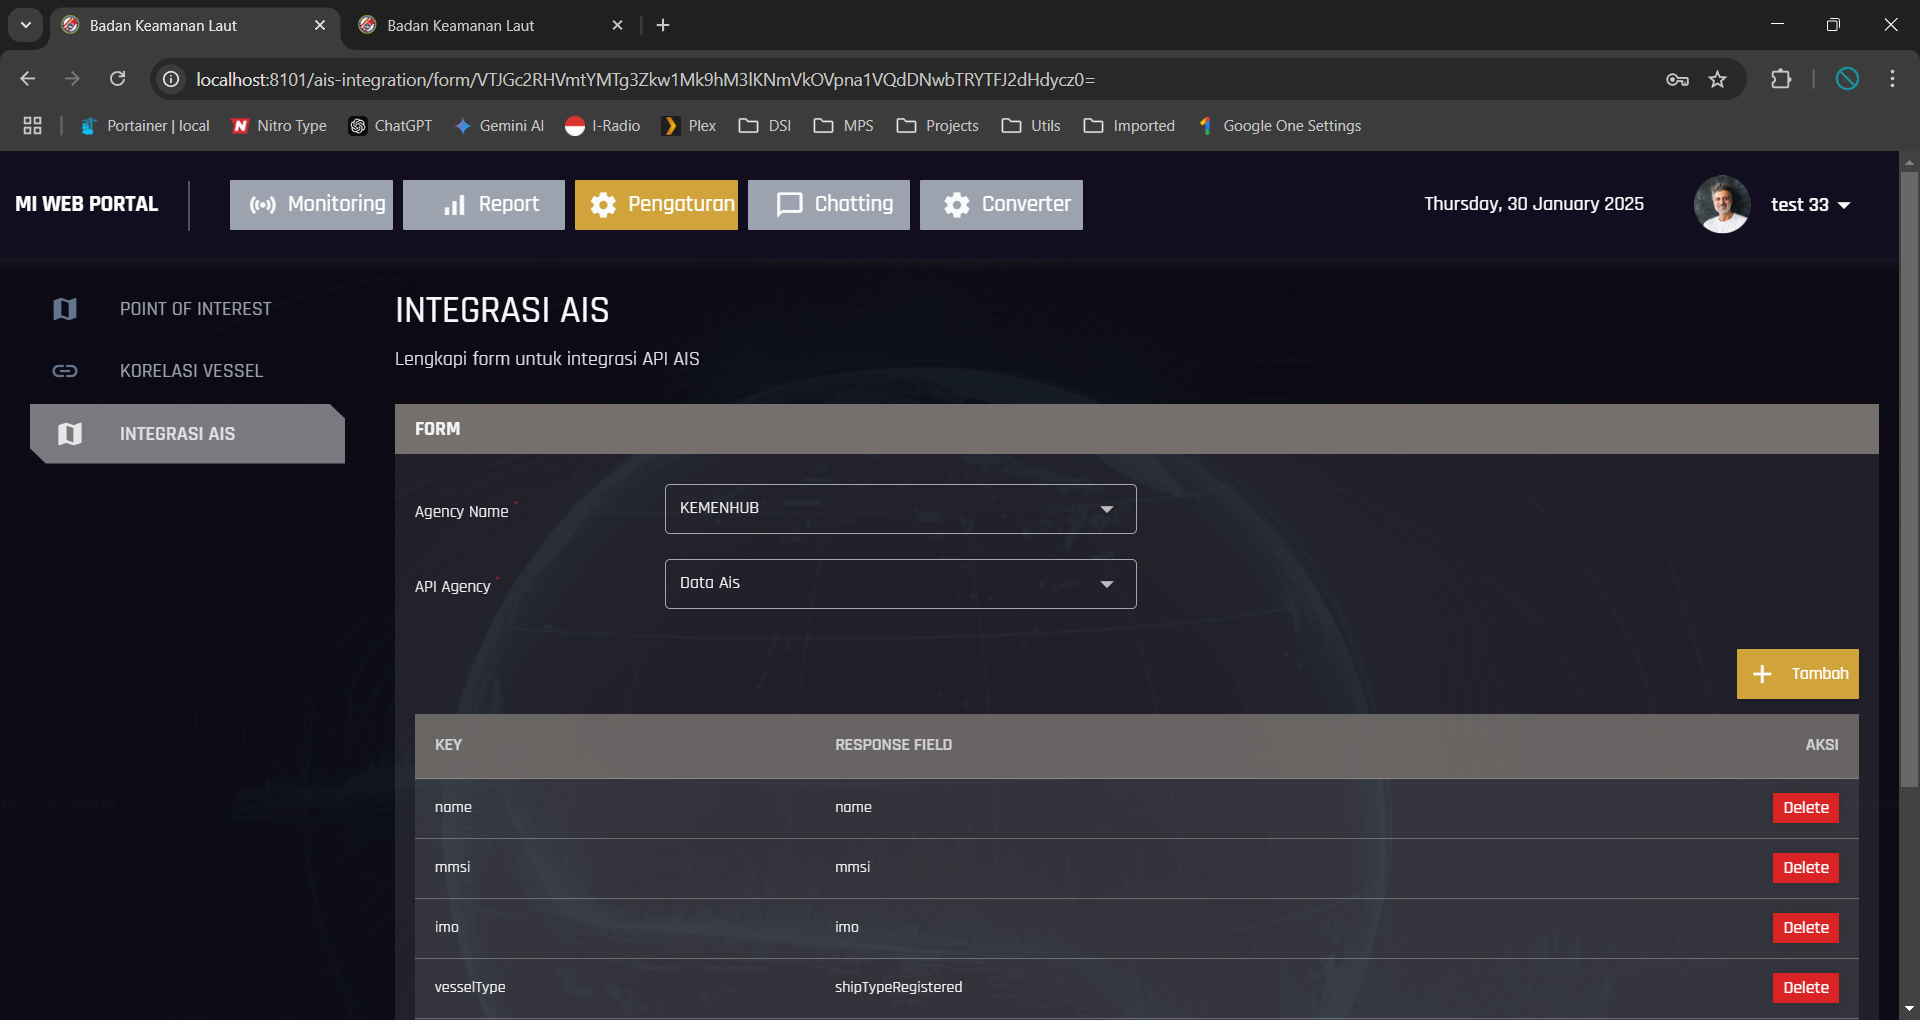 Badan Keamanan Laut
Badan Keamanan Laut
localhost:8101/ais-integration/form/VTJGc2RHVmtYMTg3Zkw1Mk9hM3lKNmVkOVpna1VQdDNwbTRYTFJ2dHdycz0=
Portainer | local
Nitro Type
ChatGPT
Gemini AI
I-Radio
Plex
DSI
MPS
Projects
Utils
Imported
Google One Settings
MI WEB PORTAL
Monitoring
Report
Pengaturan
Chatting
Converter
Thursday, 30 January 2025
test 33
POINT OF INTEREST
KORELASI VESSEL
INTEGRASI AIS
INTEGRASI AIS
Lengkapi form untuk integrasi API AIS
FORM
Agency Name *
KEMENHUB
API Agency *
Data Ais
Tambah
KEY RESPONSE FIELD AKSI
name name Delete
mmsi mmsi Delete
imo imo Delete
vesselType shipTypeRegistered Delete